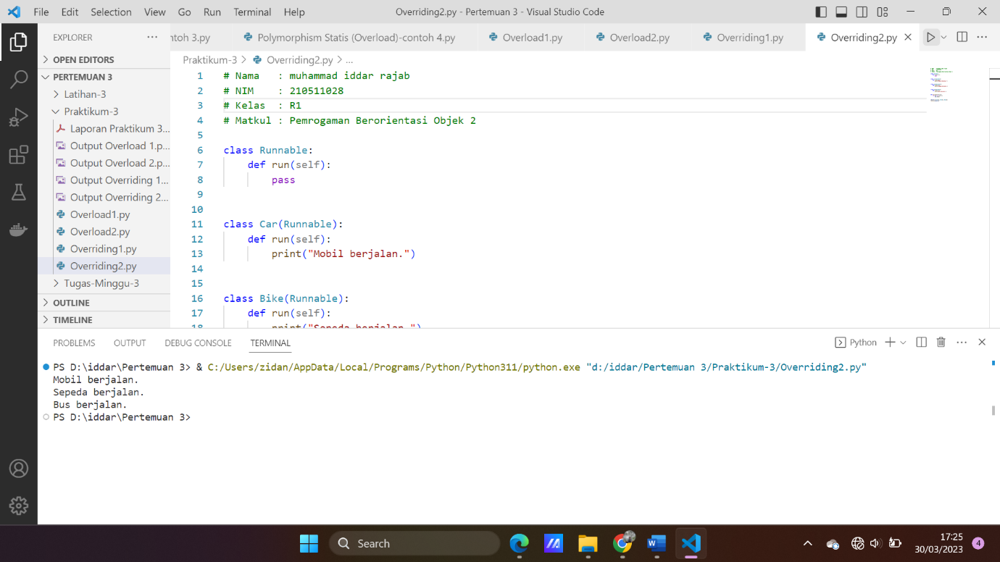 File Edit Selection View Go Run Terminal Help
Overriding2.py - Pertemuan 3 - Visual Studio Code
EXPLORER
OPEN EDITORS
PERTEMUAN 3
Latihan-3
Praktikum-3
Laporan Praktikum 3...
Output Overload 1.p...
Output Overload 2.p...
Output Overriding 1...
Output Overriding 2...
Overload1.py
Overload2.py
Overriding1.py
Overriding2.py
Tugas-Minggu-3
OUTLINE
TIMELINE
ntoh 3.py Polymorphism Statis (Overload)-contoh 4.py Overload1.py Overload2.py Overriding1.py Overriding2.py
Praktikum-3 > Overriding2.py > ...
1 # Nama   : muhammad iddar rajab
2 # NIM    : 210511028
3 # Kelas  : R1
4 # Matkul : Pemrogaman Berorientasi Objek 2
5
6 class Runnable:
7     def run(self):
8         pass
9
10
11 class Car(Runnable):
12     def run(self):
13         print("Mobil berjalan.")
14
15
16 class Bike(Runnable):
17     def run(self):
18         print("Sepeda berjalan.")
PROBLEMS OUTPUT DEBUG CONSOLE TERMINAL
Python
PS D:\iddar\Pertemuan 3> & C:/Users/zidan/AppData/Local/Programs/Python/Python311/python.exe "d:/iddar/Pertemuan 3/Praktikum-3/Overriding2.py"
Mobil berjalan.
Sepeda berjalan.
Bus berjalan.
PS D:\iddar\Pertemuan 3>
Search
17:25
30/03/2023
4